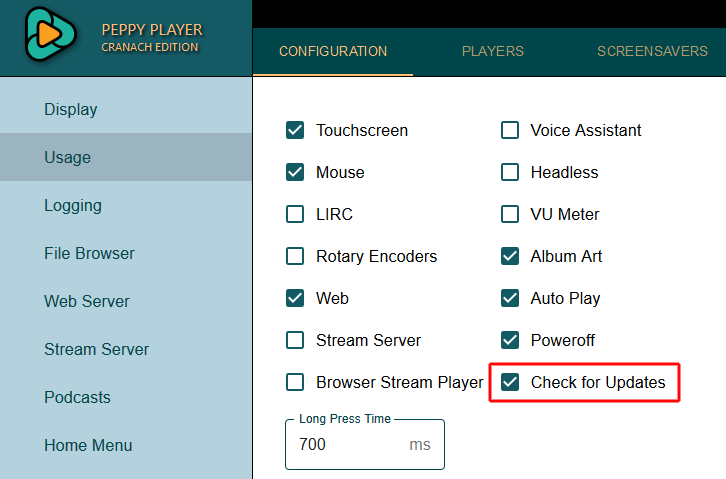 PEPPY PLAYER
CRANACH EDITION
CONFIGURATION PLAYERS SCREENSAVERS
Display
Usage
Logging
File Browser
Web Server
Stream Server
Podcasts
Home Menu
Touchscreen Voice Assistant
Mouse Headless
LIRC VU Meter
Rotary Encoders Album Art
Web Auto Play
Stream Server Poweroff
Browser Stream Player Check for Updates
Long Press Time
700 ms